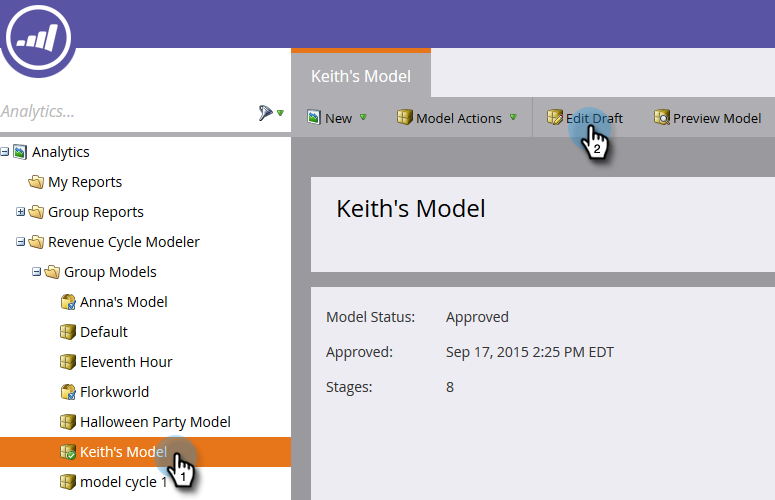 Keith's Model
Analytics...
New
Model Actions
Edit Draft
Preview Model
2
Analytics
My Reports
Group Reports
Revenue Cycle Modeler
Group Models
Anna's Model
Default
Eleventh Hour
Florkworld
Halloween Party Model
Keith's Model
1
model cycle 1
Keith's Model
Model Status: Approved
Approved: Sep 17, 2015 2:25 PM EDT
Stages: 8